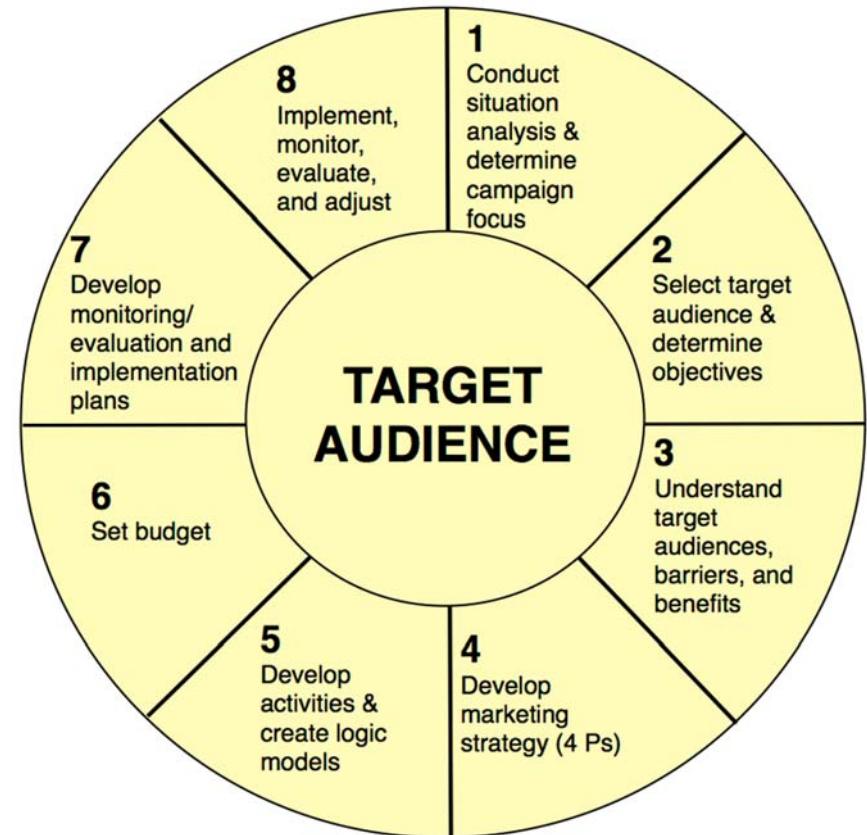 1
Conduct
situation
analysis &
determine
campaign
focus
2
Select target
audience &
determine
objectives
3
Understand
target
audiences,
barriers, and
benefits
4
Develop
marketing
strategy (4 Ps)
5
Develop
activities &
create logic
models
6
Set budget
7
Develop
monitoring/
evaluation and
implementation
plans
8
Implement,
monitor,
evaluate,
and adjust
TARGET
AUDIENCE